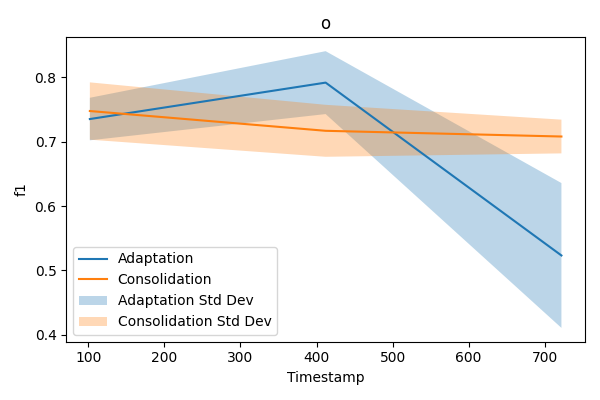 o
f1
0.8
0.7
0.6
0.5
0.4
Adaptation
Consolidation
Adaptation Std Dev
Consolidation Std Dev
100 200 300 400 500 600 700
Timestamp